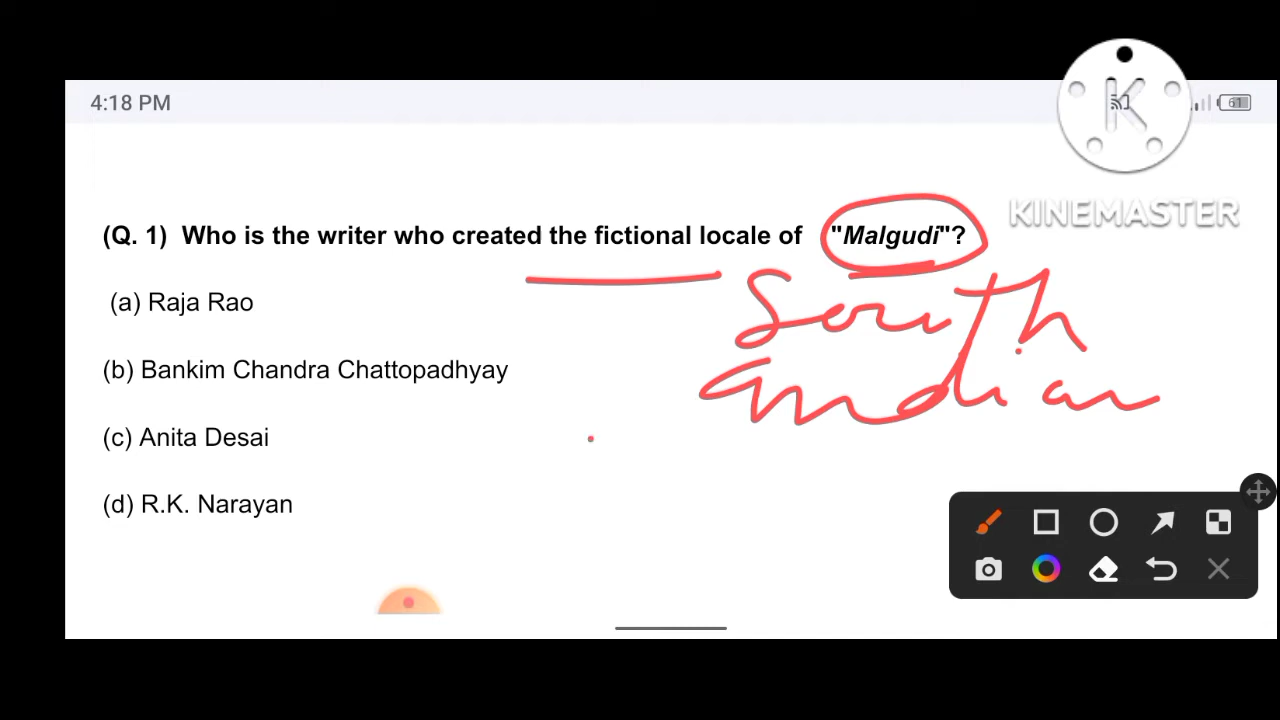 4:18 PM
61
KINEMASTER
(Q. 1) Who is the writer who created the fictional locale of "Malgudi"?
South
Indian
(a) Raja Rao
(b) Bankim Chandra Chattopadhyay
(c) Anita Desai
(d) R.K. Narayan